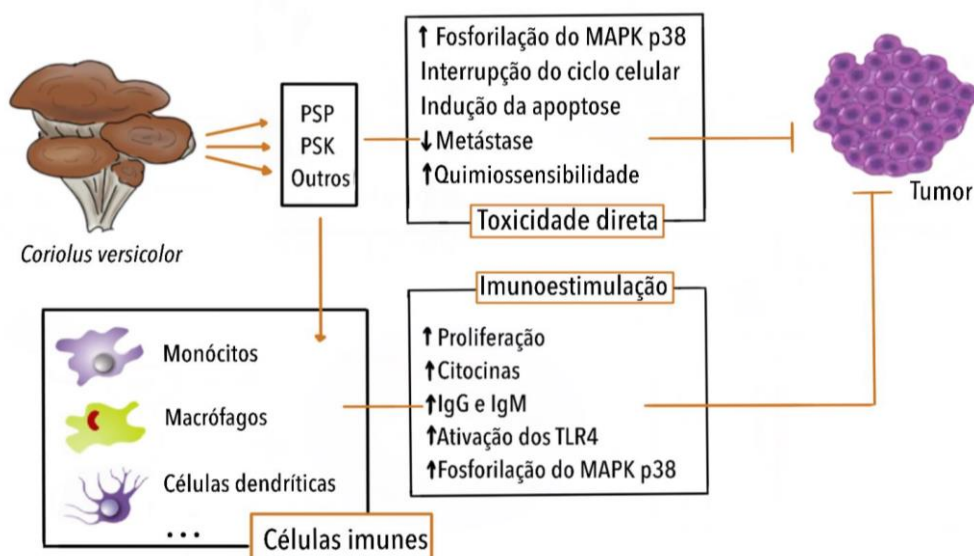 PSP
PSK
Outros
Coriolus versicolor
↑ Fosforilação do MAPK p38
Interrupção do ciclo celular
Indução da apoptose
↓ Metástase
↑ Quimiossensibilidade
Toxicidade direta
Tumor
Monócitos
Macrófagos
Células dendríticas
...
Células imunes
Imunoestimulação
↑ Proliferação
↑ Citocinas
↑ IgG e IgM
↑ Ativação dos TLR4
↑ Fosforilação do MAPK p38